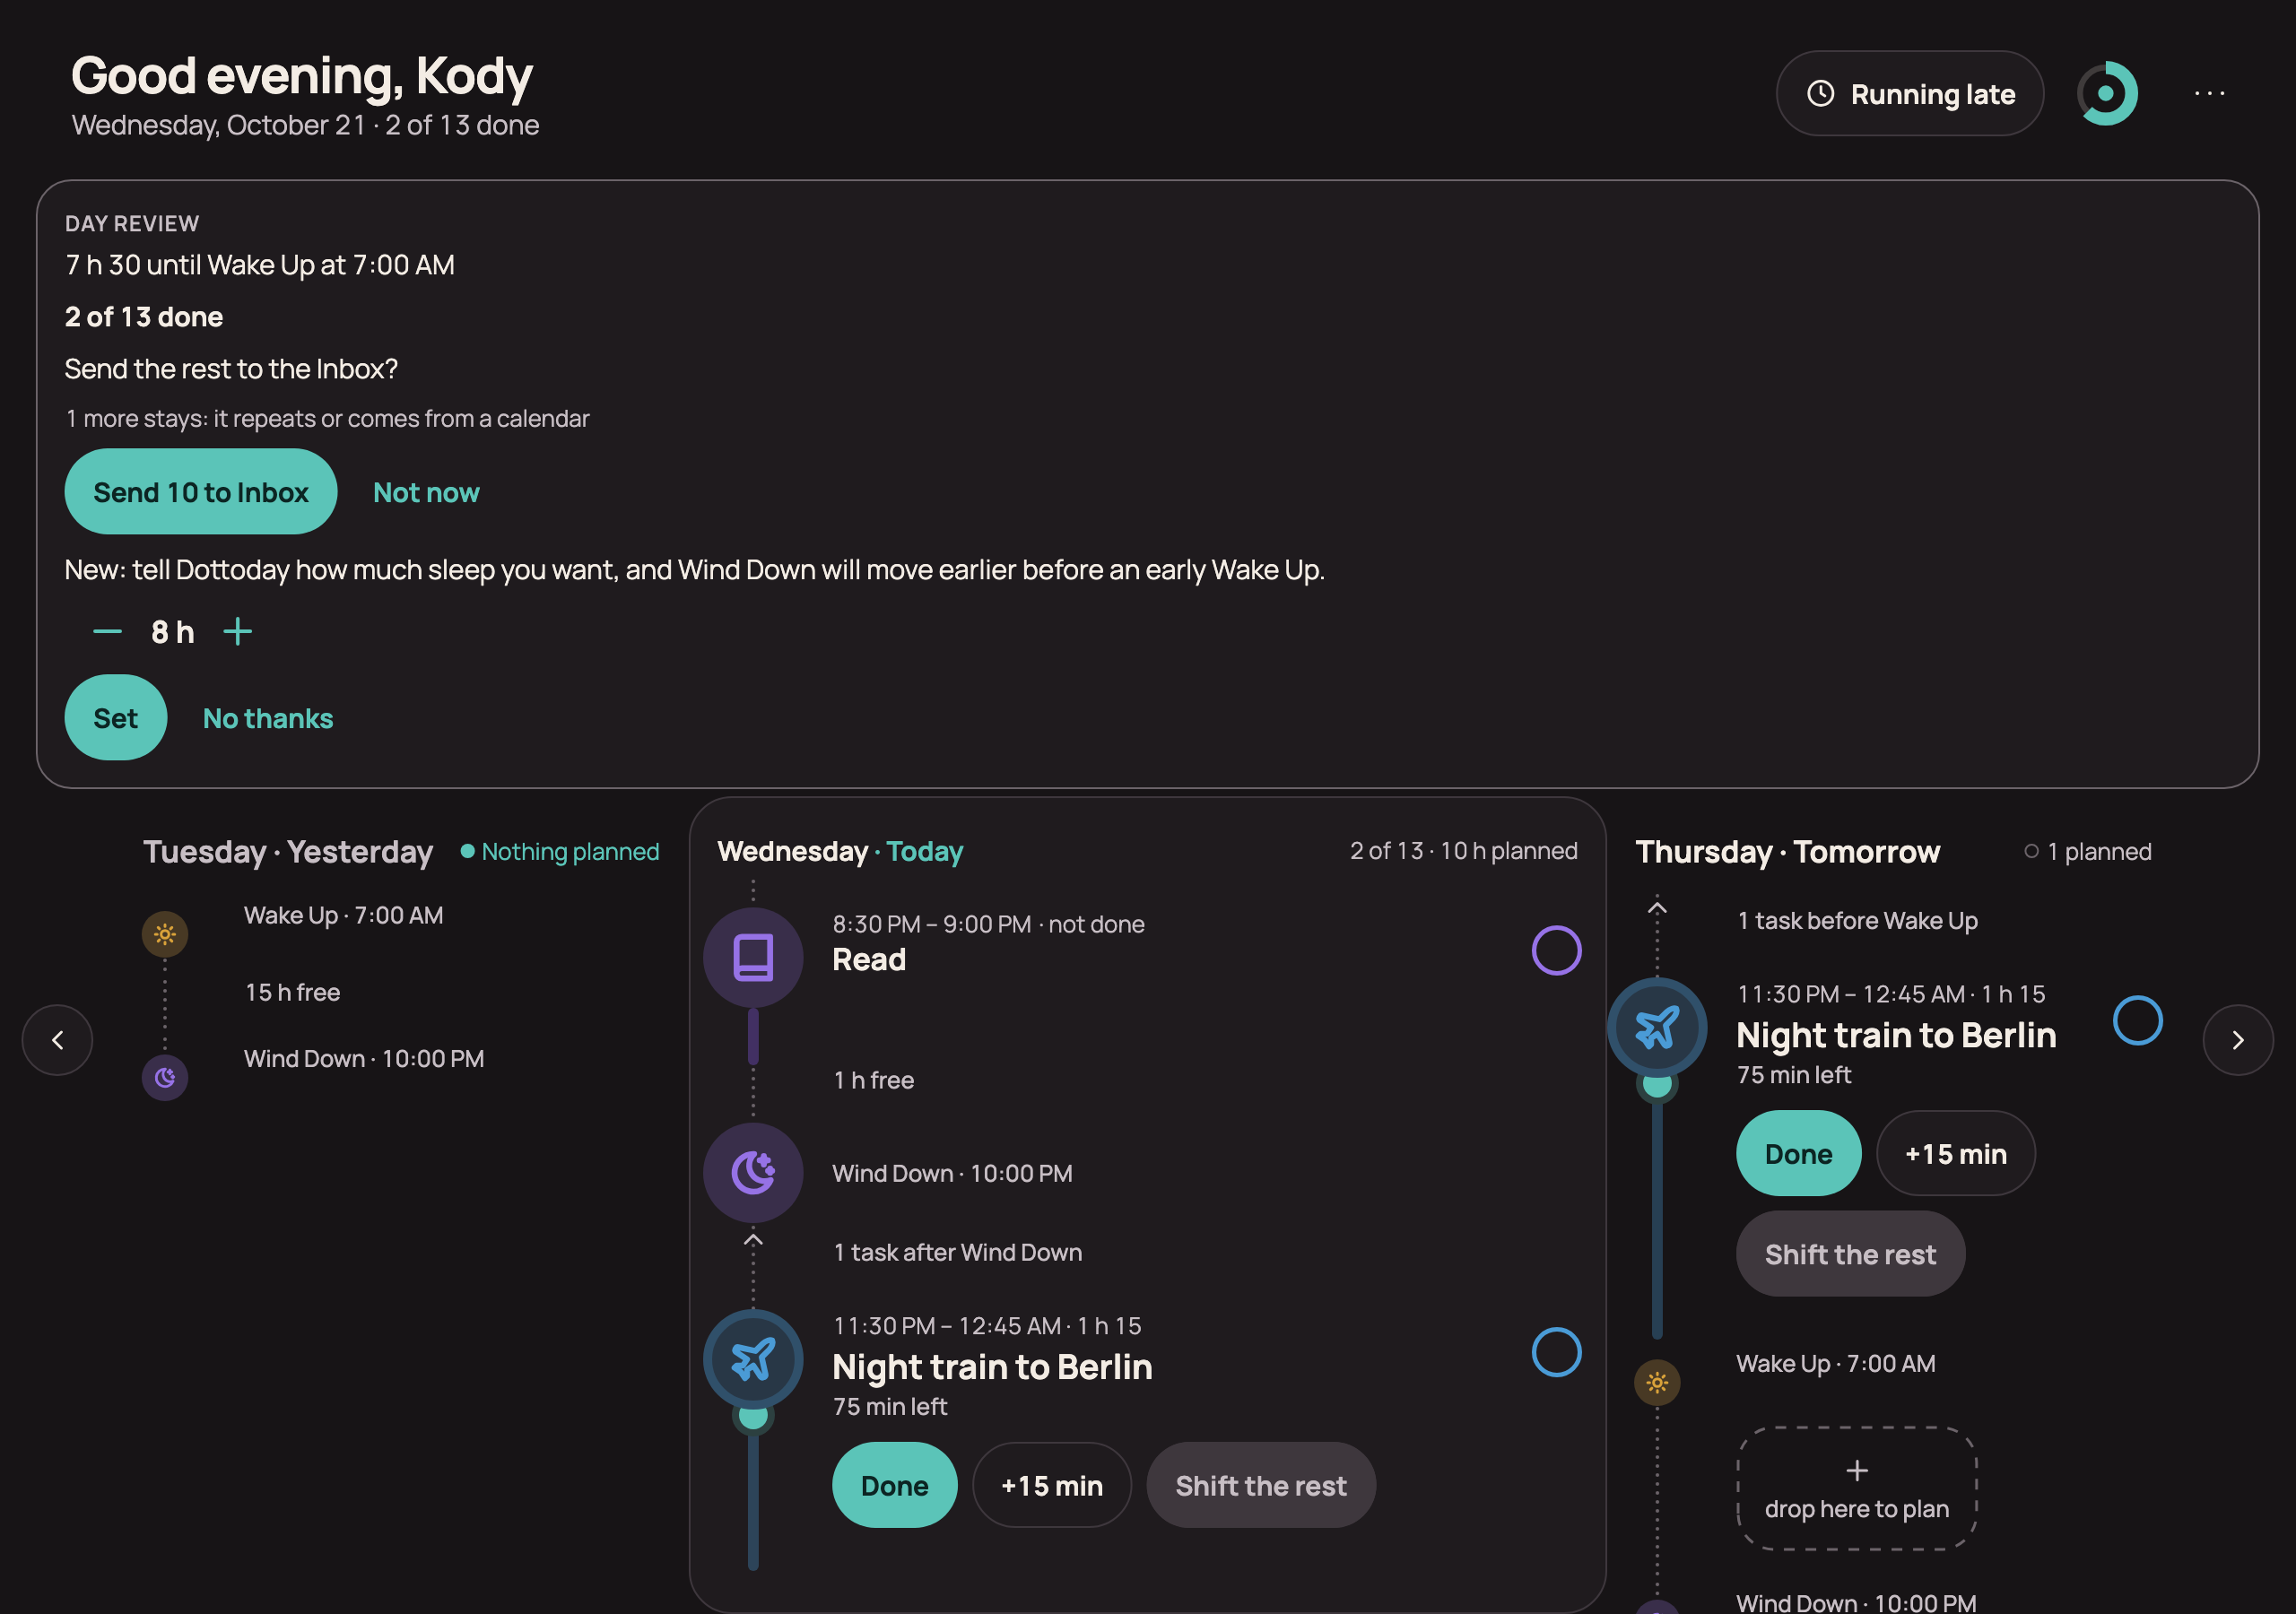 Good evening, Kody
Wednesday, October 21 · 2 of 13 done
Running late
DAY REVIEW
7 h 30 until Wake Up at 7:00 AM
2 of 13 done
Send the rest to the Inbox?
1 more stays: it repeats or comes from a calendar
Send 10 to Inbox
Not now
New: tell Dottoday how much sleep you want, and Wind Down will move earlier before an early Wake Up.
8 h
Set
No thanks
Tuesday · Yesterday
Nothing planned
Wake Up · 7:00 AM
15 h free
Wind Down · 10:00 PM
Wednesday · Today
2 of 13 · 10 h planned
8:30 PM – 9:00 PM · not done
Read
1 h free
Wind Down · 10:00 PM
1 task after Wind Down
11:30 PM – 12:45 AM · 1 h 15
Night train to Berlin
75 min left
Done
+15 min
Shift the rest
Thursday · Tomorrow
1 planned
1 task before Wake Up
11:30 PM – 12:45 AM · 1 h 15
Night train to Berlin
75 min left
Done
+15 min
Shift the rest
Wake Up · 7:00 AM
drop here to plan
Wind Down · 10:00 PM